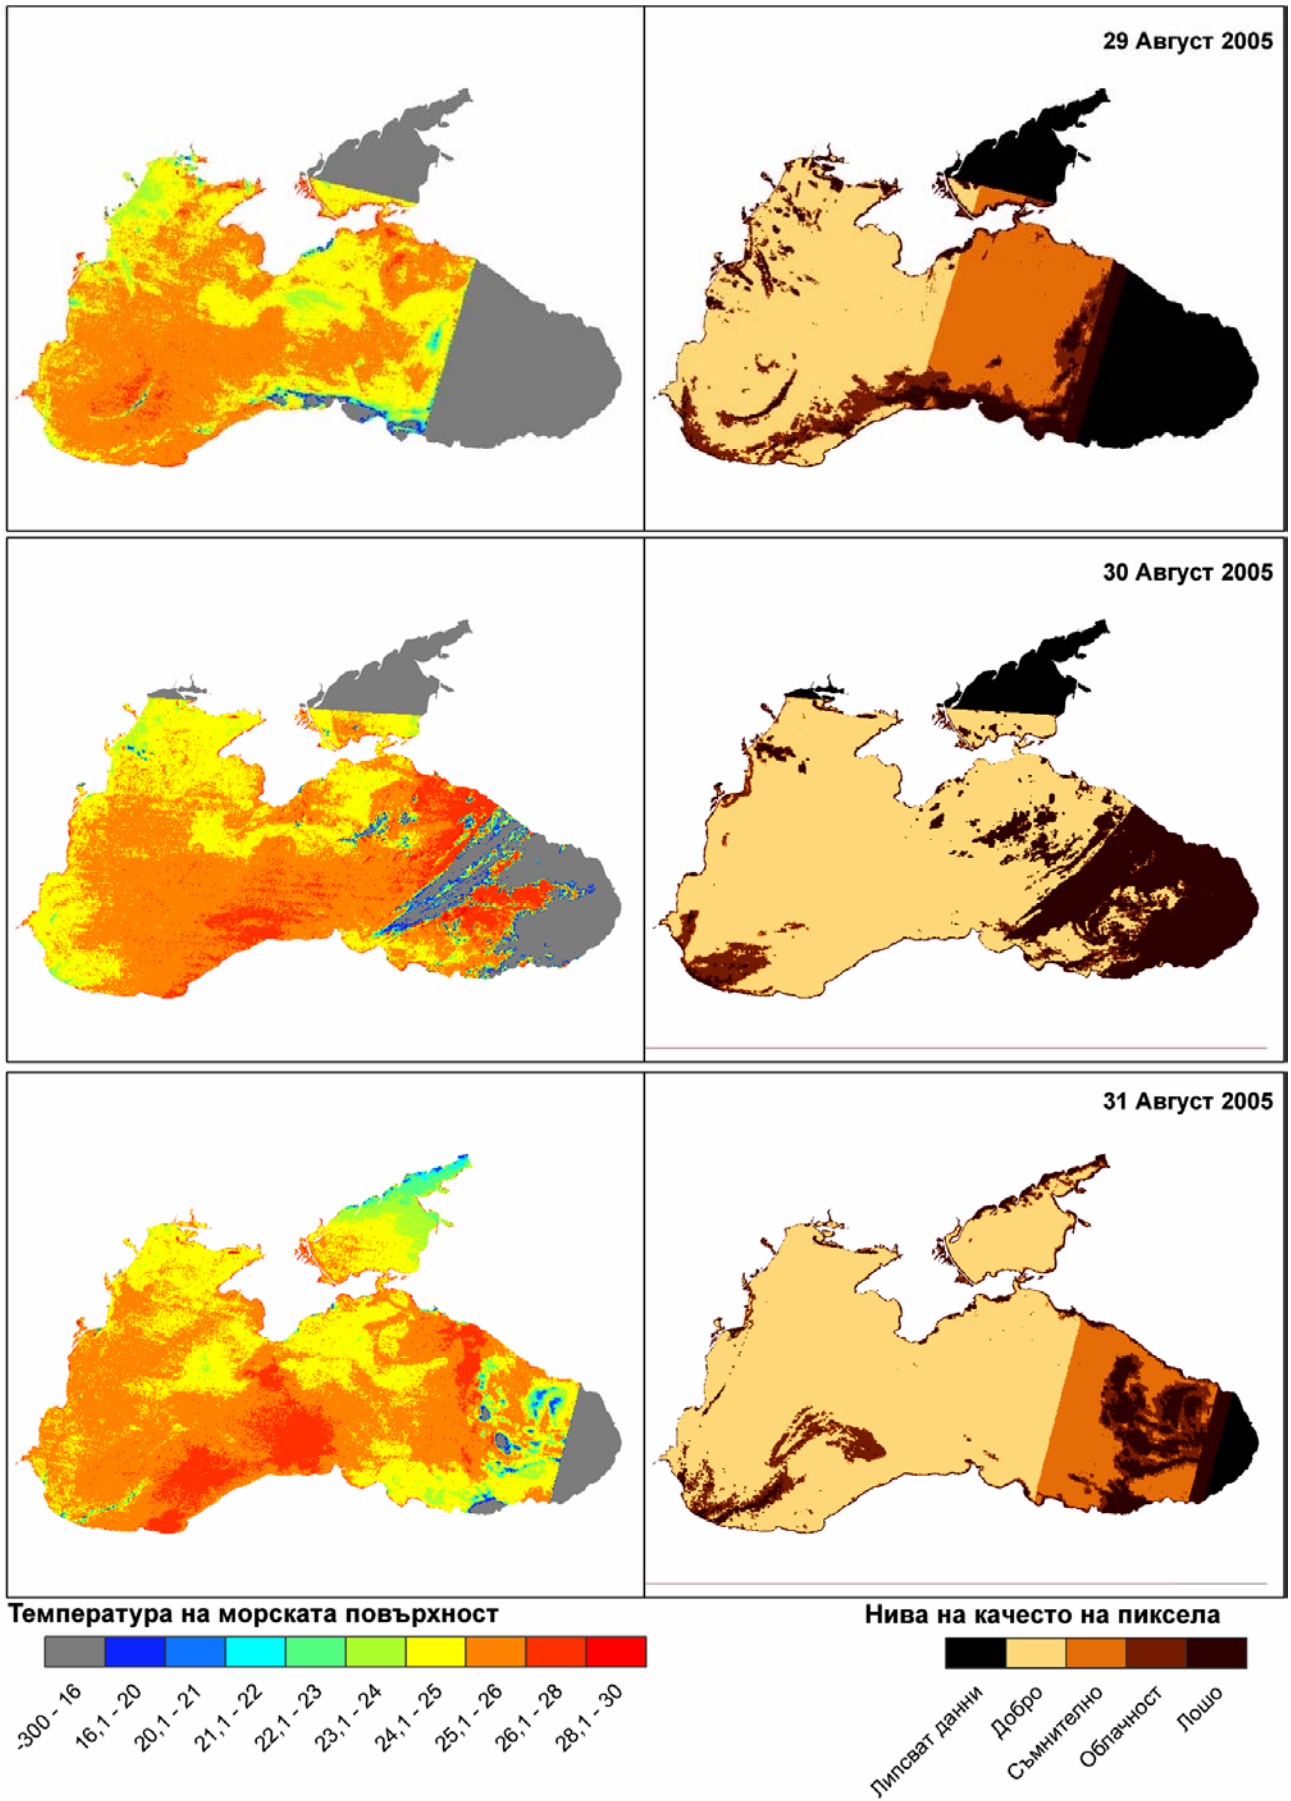 29 Август 2005
30 Август 2005
31 Август 2005
Температура на морската повърхност
-300 - 16
16,1 - 20
20,1 - 21
21,1 - 22
22,1 - 23
23,1 - 24
24,1 - 25
25,1 - 26
26,1 - 28
28,1 - 30
Нива на качесто на пиксела
Липсват данни
Добро
Съмнително
Облачност
Лошо